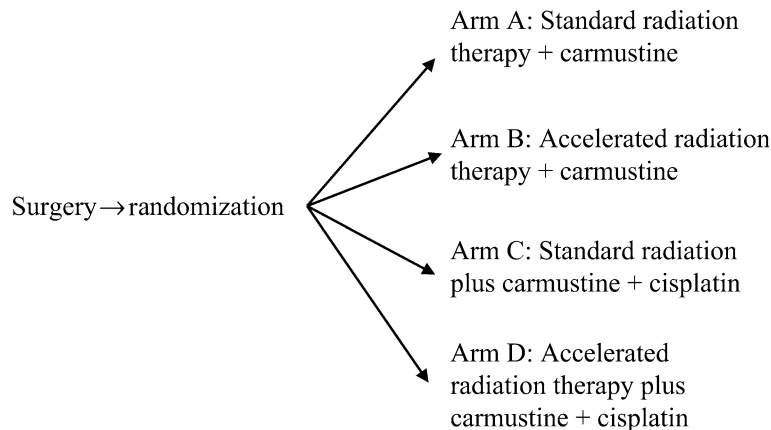 Arm A: Standard radiation
therapy + carmustine
Arm B: Accelerated radiation
therapy + carmustine
Surgery→randomization
Arm C: Standard radiation
plus carmustine + cisplatin
Arm D: Accelerated
radiation therapy plus
carmustine + cisplatin